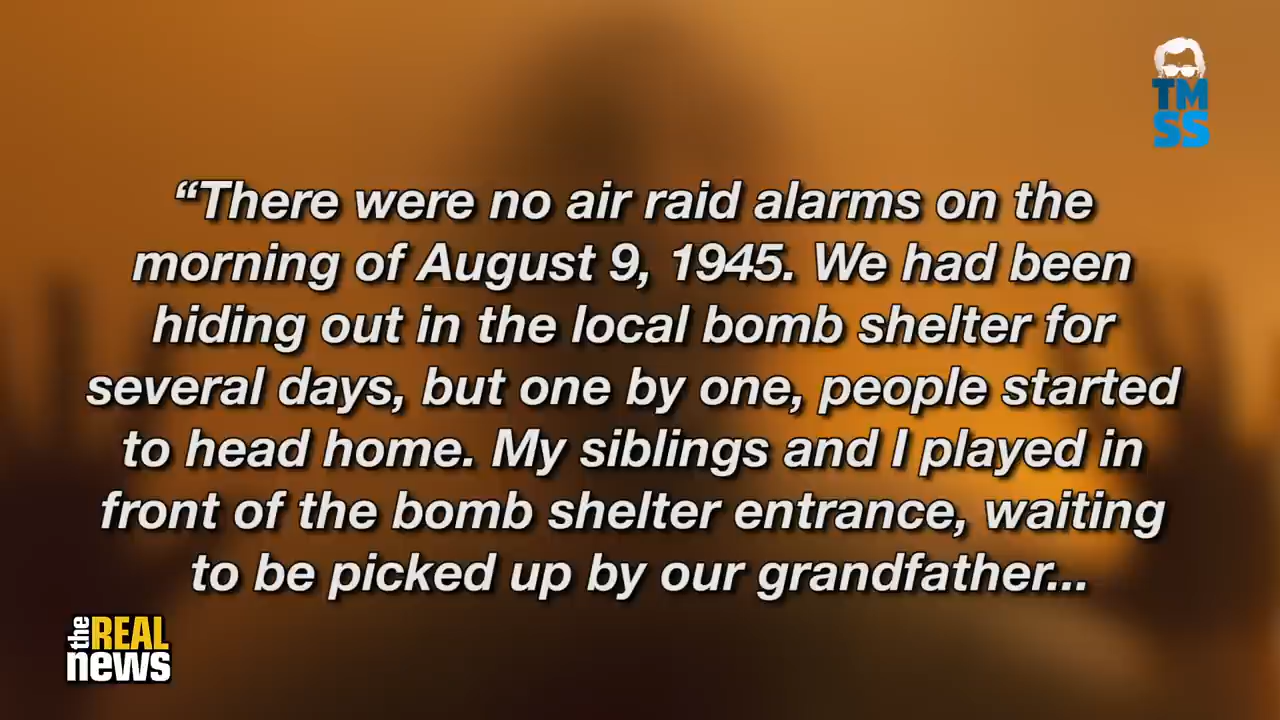 TM
SS
“There were no air raid alarms on the
morning of August 9, 1945. We had been
hiding out in the local bomb shelter for
several days, but one by one, people started
to head home. My siblings and I played in
front of the bomb shelter entrance, waiting
to be picked up by our grandfather...
the REAL
news